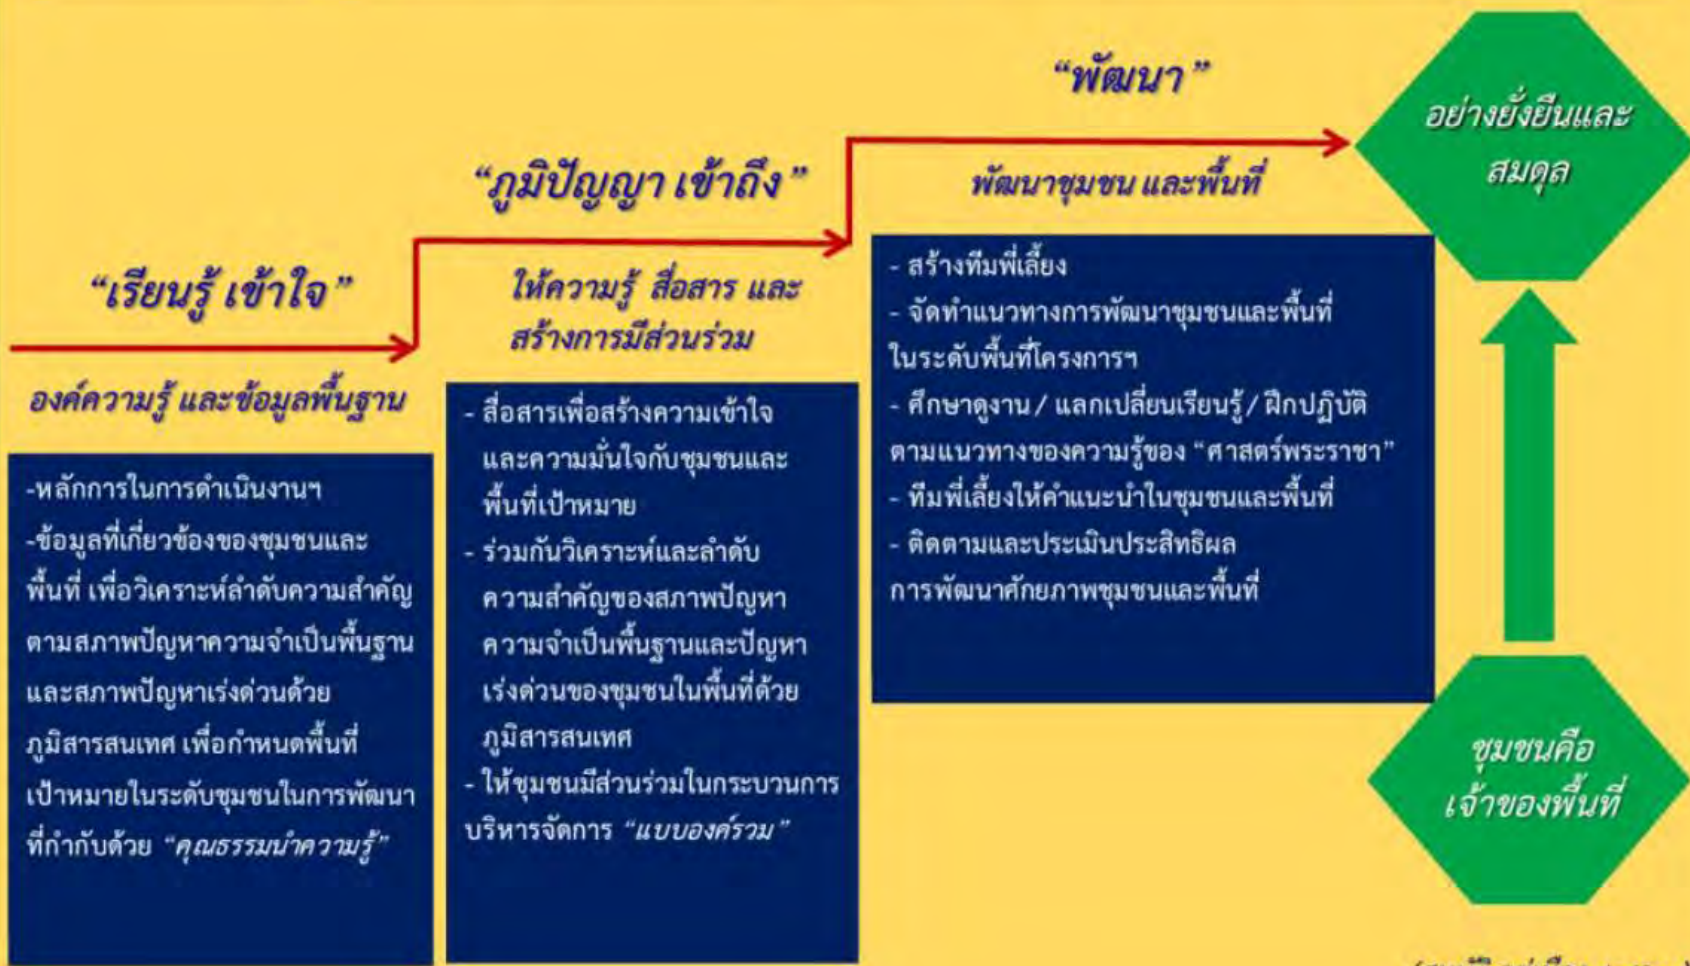 “เรียนรู้ เข้าใจ”
องค์ความรู้ และข้อมูลพื้นฐาน
-หลักการในการดำเนินงานฯ
-ข้อมูลที่เกี่ยวข้องของชุมชนและ
พื้นที่ เพื่อวิเคราะห์ลำดับความสำคัญ
ตามสภาพปัญหาความจำเป็นพื้นฐาน
และสภาพปัญหาเร่งด่วนด้วย
ภูมิสารสนเทศ เพื่อกำหนดพื้นที่
เป้าหมายในระดับชุมชนในการพัฒนา
ที่กำกับด้วย “คุณธรรมนำความรู้”
“ภูมิปัญญา เข้าถึง”
ให้ความรู้ สื่อสาร และ
สร้างการมีส่วนร่วม
- สื่อสารเพื่อสร้างความเข้าใจ
และความมั่นใจกับชุมชนและ
พื้นที่เป้าหมาย
- ร่วมกันวิเคราะห์และลำดับ
ความสำคัญของสภาพปัญหา
ความจำเป็นพื้นฐานและปัญหา
เร่งด่วนของชุมชนในพื้นที่ด้วย
ภูมิสารสนเทศ
- ให้ชุมชนมีส่วนร่วมในกระบวนการ
บริหารจัดการ “แบบองค์รวม”
“พัฒนา”
พัฒนาชุมชน และพื้นที่
- สร้างทีมพี่เลี้ยง
- จัดทำแนวทางการพัฒนาชุมชนและพื้นที่
ในระดับพื้นที่โครงการฯ
- ศึกษาดูงาน / แลกเปลี่ยนเรียนรู้ / ฝึกปฏิบัติ
ตามแนวทางของความรู้ของ “ศาสตร์พระราชา”
- ทีมพี่เลี้ยงให้คำแนะนำในชุมชนและพื้นที่
- ติดตามและประเมินประสิทธิผล
การพัฒนาศักยภาพชุมชนและพื้นที่
อย่างยั่งยืนและ
สมดุล
ชุมชนคือ
เจ้าของพื้นที่